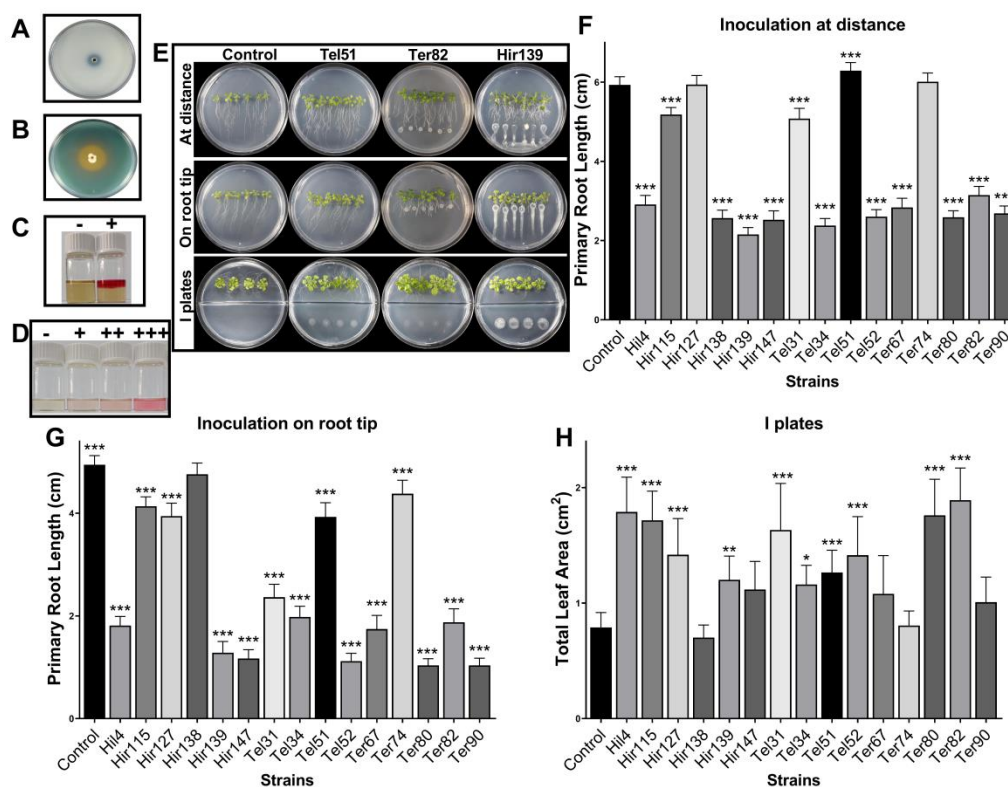 A
B
C
- +
D
- + ++ +++
E
Control Tel51 Ter82 Hir139
At distance
On root tip
I plates
F
Inoculation at distance
Primary Root Length (cm)
6
4
2
0
*** *** *** *** *** *** *** *** *** *** *** *** **
Control Hil4 Hir115 Hir127 Hir138 Hir139 Hir147 Tel31 Tel34 Tel51 Tel52 Ter67 Ter74 Ter80 Ter82 Ter90
Strains
G
Inoculation on root tip
Primary Root Length (cm)
4
2
0
*** *** *** *** *** *** *** *** *** *** *** *** *** *** ***
Control Hil4 Hir115 Hir127 Hir138 Hir139 Hir147 Tel31 Tel34 Tel51 Tel52 Ter67 Ter74 Ter80 Ter82 Ter90
Strains
H
I plates
Total Leaf Area (cm²)
2
1
0
*** *** *** ** *** * *** *** *** ***
Control Hil4 Hir115 Hir127 Hir138 Hir139 Hir147 Tel31 Tel34 Tel51 Tel52 Ter67 Ter74 Ter80 Ter82 Ter90
Strains